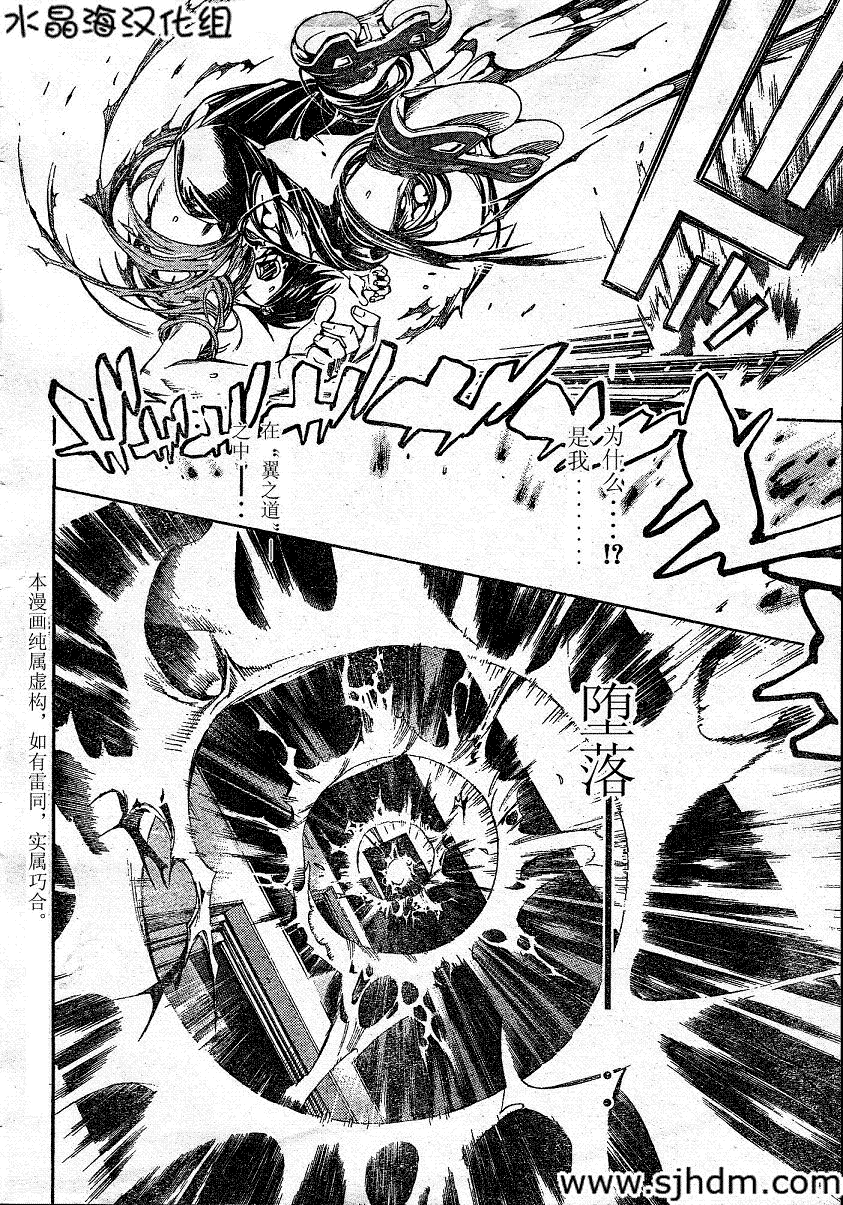 水晶海汉化组
为什么....!?
是我........
在“翼之道”—
之中——..
堕落——?.
本漫画纯属虚构，如有雷同，实属巧合。
www.sjhdm.com